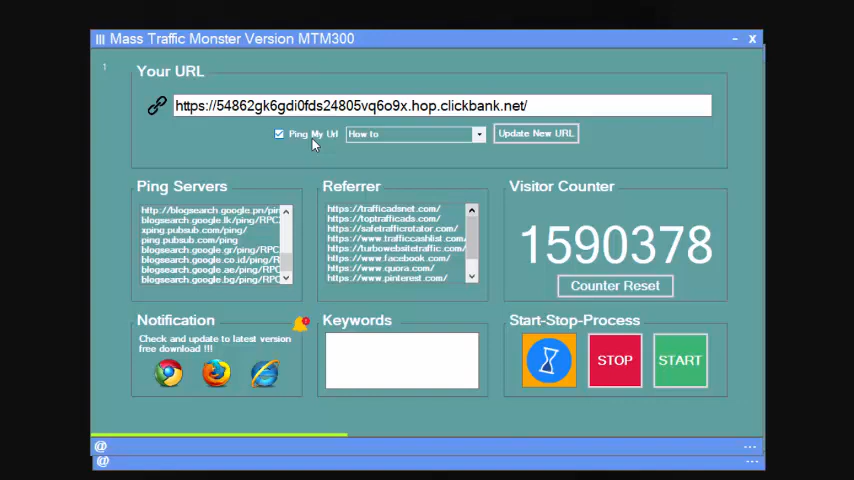 Mass Traffic Monster Version MTM300
- X
1
Your URL
https://54862gk6gdi0fds24805vq6o9x.hop.clickbank.net/
Ping My Url
How to
Update New URL
Ping Servers
http://blogsearch.google.pn/pin
blogsearch.google.lk/ping/RPC
xping.pubsub.com/ping/
ping.pubsub.com/ping
blogsearch.google.gr/ping/RPC
blogsearch.google.co.id/ping/R
blogsearch.google.ae/ping/RP
blogsearch.google.bg/ping/RP
Referrer
https://trafficadsnet.com/
https://toptrafficads.com/
https://safetrafficrotator.com/
https://www.trafficcashlist.com/
https://turbowebsitetraffic.com/
https://www.facebook.com/
https://www.quora.com/
https://www.pinterest.com/
Visitor Counter
1590378
Counter Reset
Notification
Check and update to latest version
free download !!!
Keywords
Start-Stop-Process
STOP
START
@ ...
@ ...